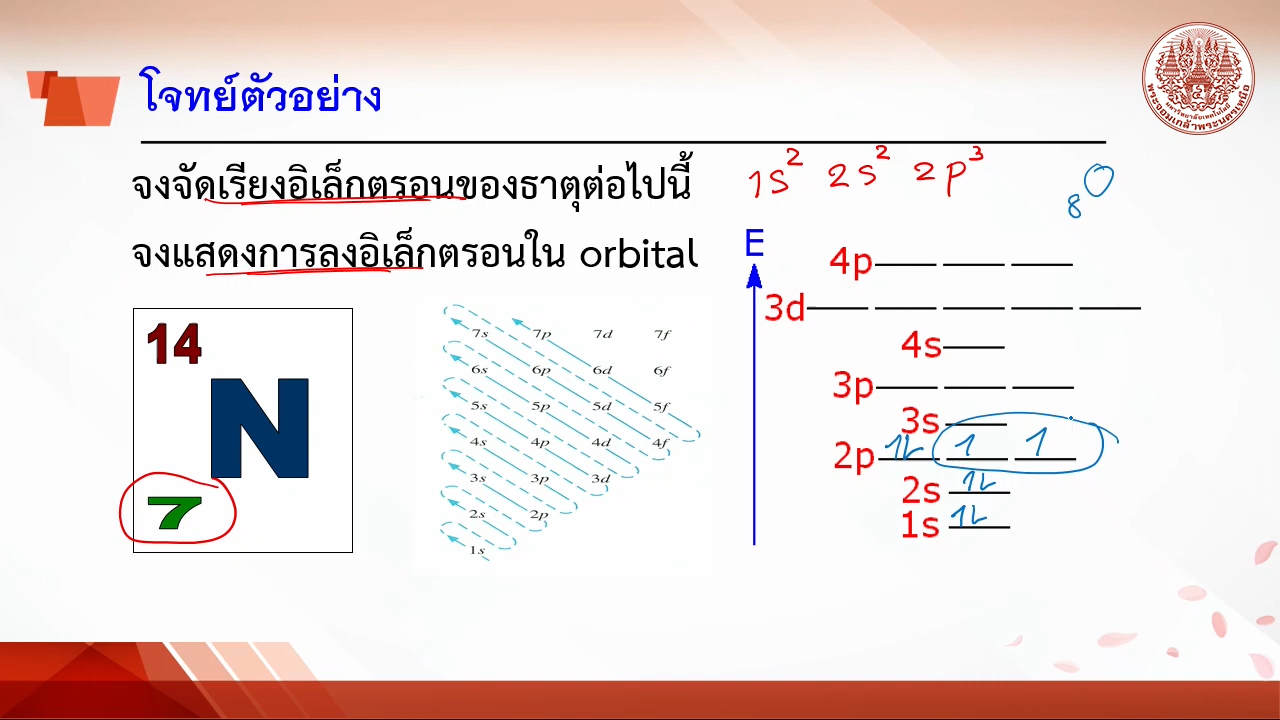 โจทย์ตัวอย่าง
จงจัดเรียงอิเล็กตรอนของธาตุต่อไปนี้
จงแสดงการลงอิเล็กตรอนใน orbital
1s² 2s² 2p³
₈O
14
N
7
7s 7p 7d 7f
6s 6p 6d 6f
5s 5p 5d 5f
4s 4p 4d 4f
3s 3p 3d
2s 2p
1s
E
4p
3d
4s
3p
3s
2p 1L 1 1
2s 1L
1s 1L